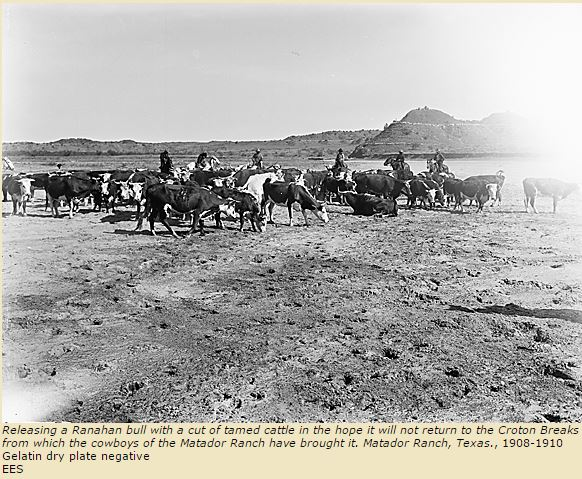 Releasing a Ranahan bull with a cut of tamed cattle in the hope it will not return to the Croton Breaks
from which the cowboys of the Matador Ranch have brought it. Matador Ranch, Texas., 1908-1910
Gelatin dry plate negative
EES